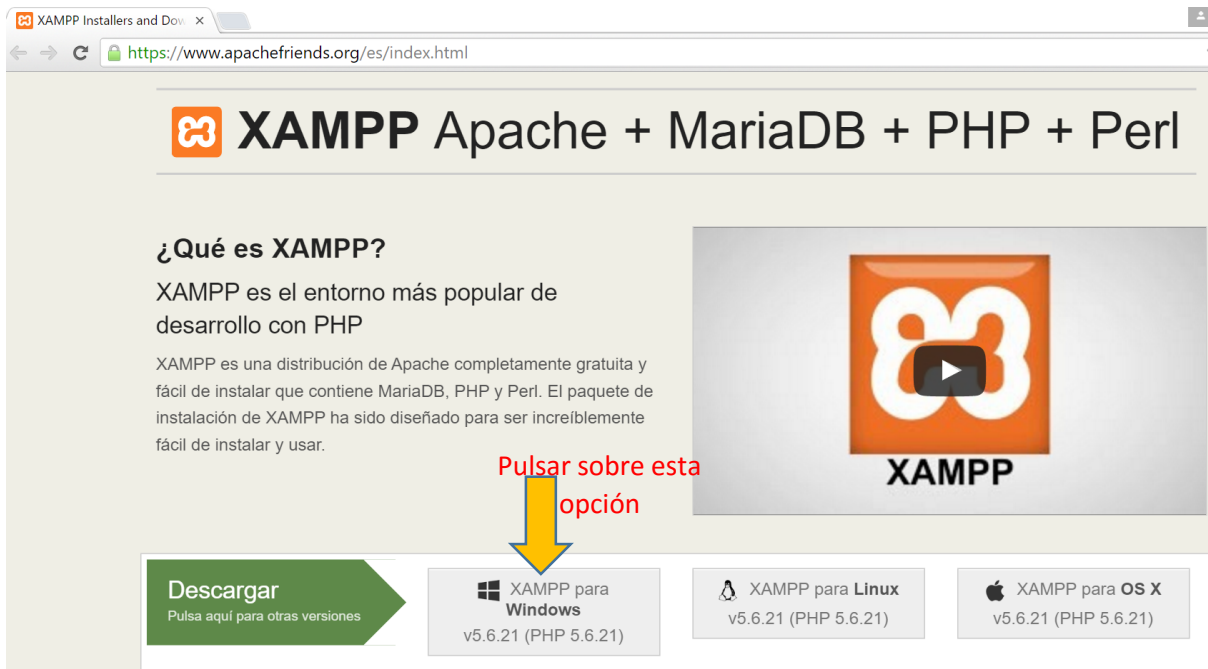 XAMPP Installers and Dow
https://www.apachefriends.org/es/index.html
XAMPP Apache + MariaDB + PHP + Perl
¿Qué es XAMPP?
XAMPP es el entorno más popular de
desarrollo con PHP
XAMPP es una distribución de Apache completamente gratuita y
fácil de instalar que contiene MariaDB, PHP y Perl. El paquete de
instalación de XAMPP ha sido diseñado para ser increíblemente
fácil de instalar y usar.
XAMPP
Pulsar sobre esta
opción
Descargar
Pulsa aquí para otras versiones
XAMPP para
Windows
v5.6.21 (PHP 5.6.21)
XAMPP para Linux
v5.6.21 (PHP 5.6.21)
XAMPP para OS X
v5.6.21 (PHP 5.6.21)